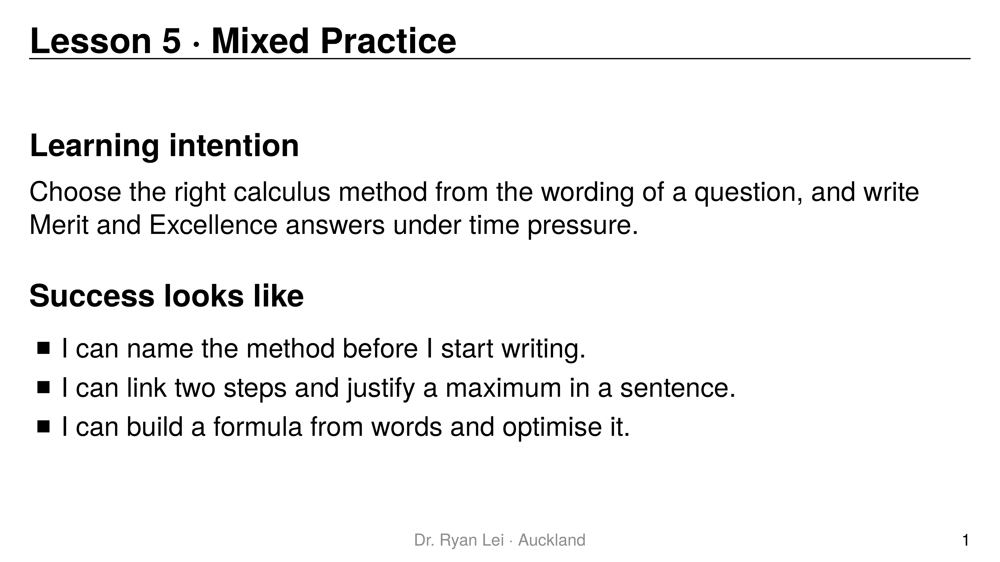 Lesson 5 · Mixed Practice
Learning intention
Choose the right calculus method from the wording of a question, and write
Merit and Excellence answers under time pressure.
Success looks like
■ I can name the method before I start writing.
■ I can link two steps and justify a maximum in a sentence.
■ I can build a formula from words and optimise it.
Dr. Ryan Lei · Auckland
1